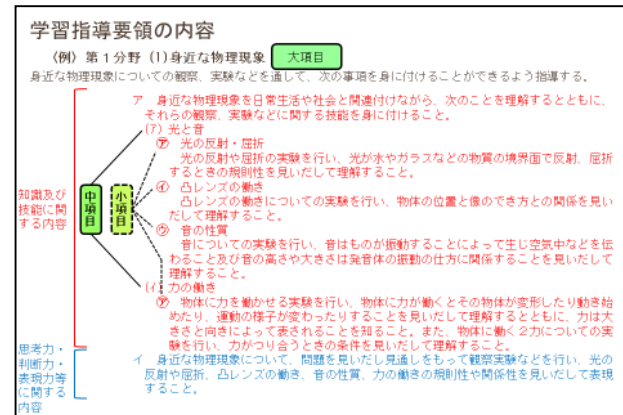 学習指導要領の内容
〈例〉第１分野 (1)身近な物理現象 大項目
身近な物理現象についての観察、実験などを通して、次の事項を身に付けることができるよう指導する。
ア 身近な物理現象を日常生活や社会と関連付けながら、次のことを理解するとともに、
それらの観察、実験などに関する技能を身に付けること。
(ｱ) 光と音
㋐ 光の反射・屈折
光の反射や屈折の実験を行い、光が水やガラスなどの物質の境界面で反射、屈折
するときの規則性を見いだして理解すること。
㋑ 凸レンズの働き
凸レンズの働きについての実験を行い、物体の位置と像のでき方との関係を見い
だして理解すること。
㋒ 音の性質
音についての実験を行い、音はものが振動することによって生じ空気中などを伝
わること及び音の高さや大きさは発音体の振動の仕方に関係することを見いだして
理解すること。
(ｲ) 力の働き
㋐ 物体に力を働かせる実験を行い、物体に力が働くとその物体が変形したり動き始
めたり、運動の様子が変わったりすることを見いだして理解するとともに、力は大
きさと向きによって表されることを知ること。また、物体に働く２力についての実
験を行い、力がつり合うときの条件を見いだして理解すること。
イ 身近な物理現象について、問題を見いだし見通しをもって観察実験などを行い、光の
反射や屈折、凸レンズの働き、音の性質、力の働きの規則性や関係性を見いだして表現
すること。
知識及び
技能に関
する内容
中項目
小項目
思考力・
判断力・
表現力等
に関する
内容